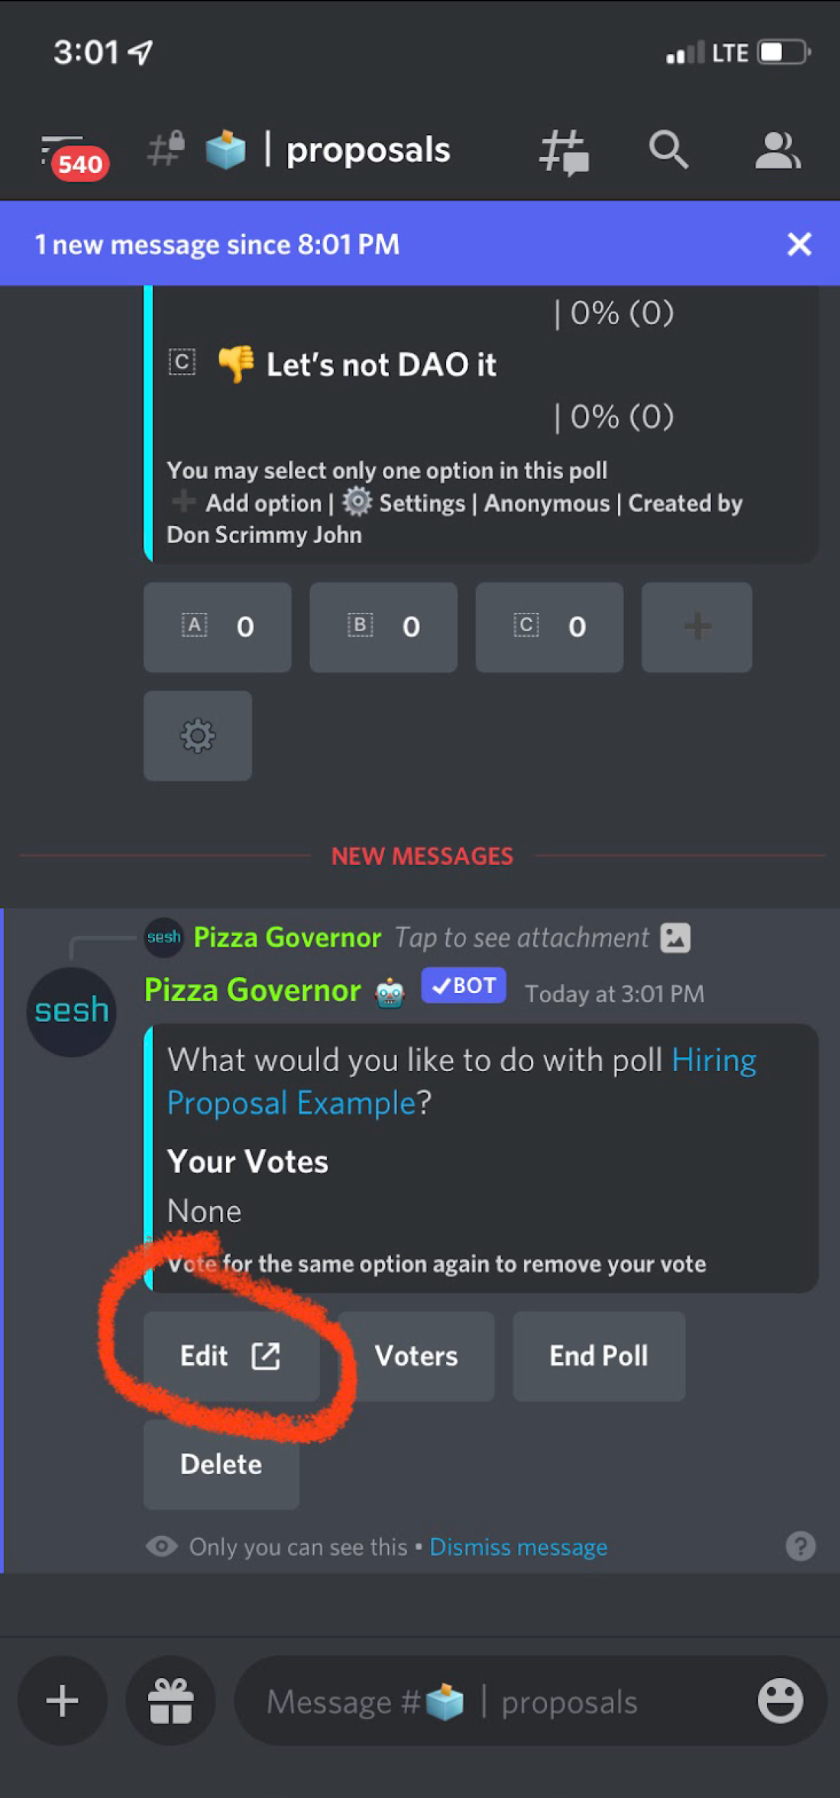 3:01 LTE
540 # | proposals
1 new message since 8:01 PM
| 0% (0)
C 👎 Let's not DAO it
| 0% (0)
You may select only one option in this poll
➕ Add option | ⚙️ Settings | Anonymous | Created by
Don Scrimmy John
A 0 B 0 C 0
NEW MESSAGES
sesh Pizza Governor Tap to see attachment
sesh
Pizza Governor 🤖 ✓BOT Today at 3:01 PM
What would you like to do with poll Hiring
Proposal Example?
Your Votes
None
Vote for the same option again to remove your vote
Edit Voters End Poll
Delete
Only you can see this • Dismiss message ?
Message #🗳️ | proposals